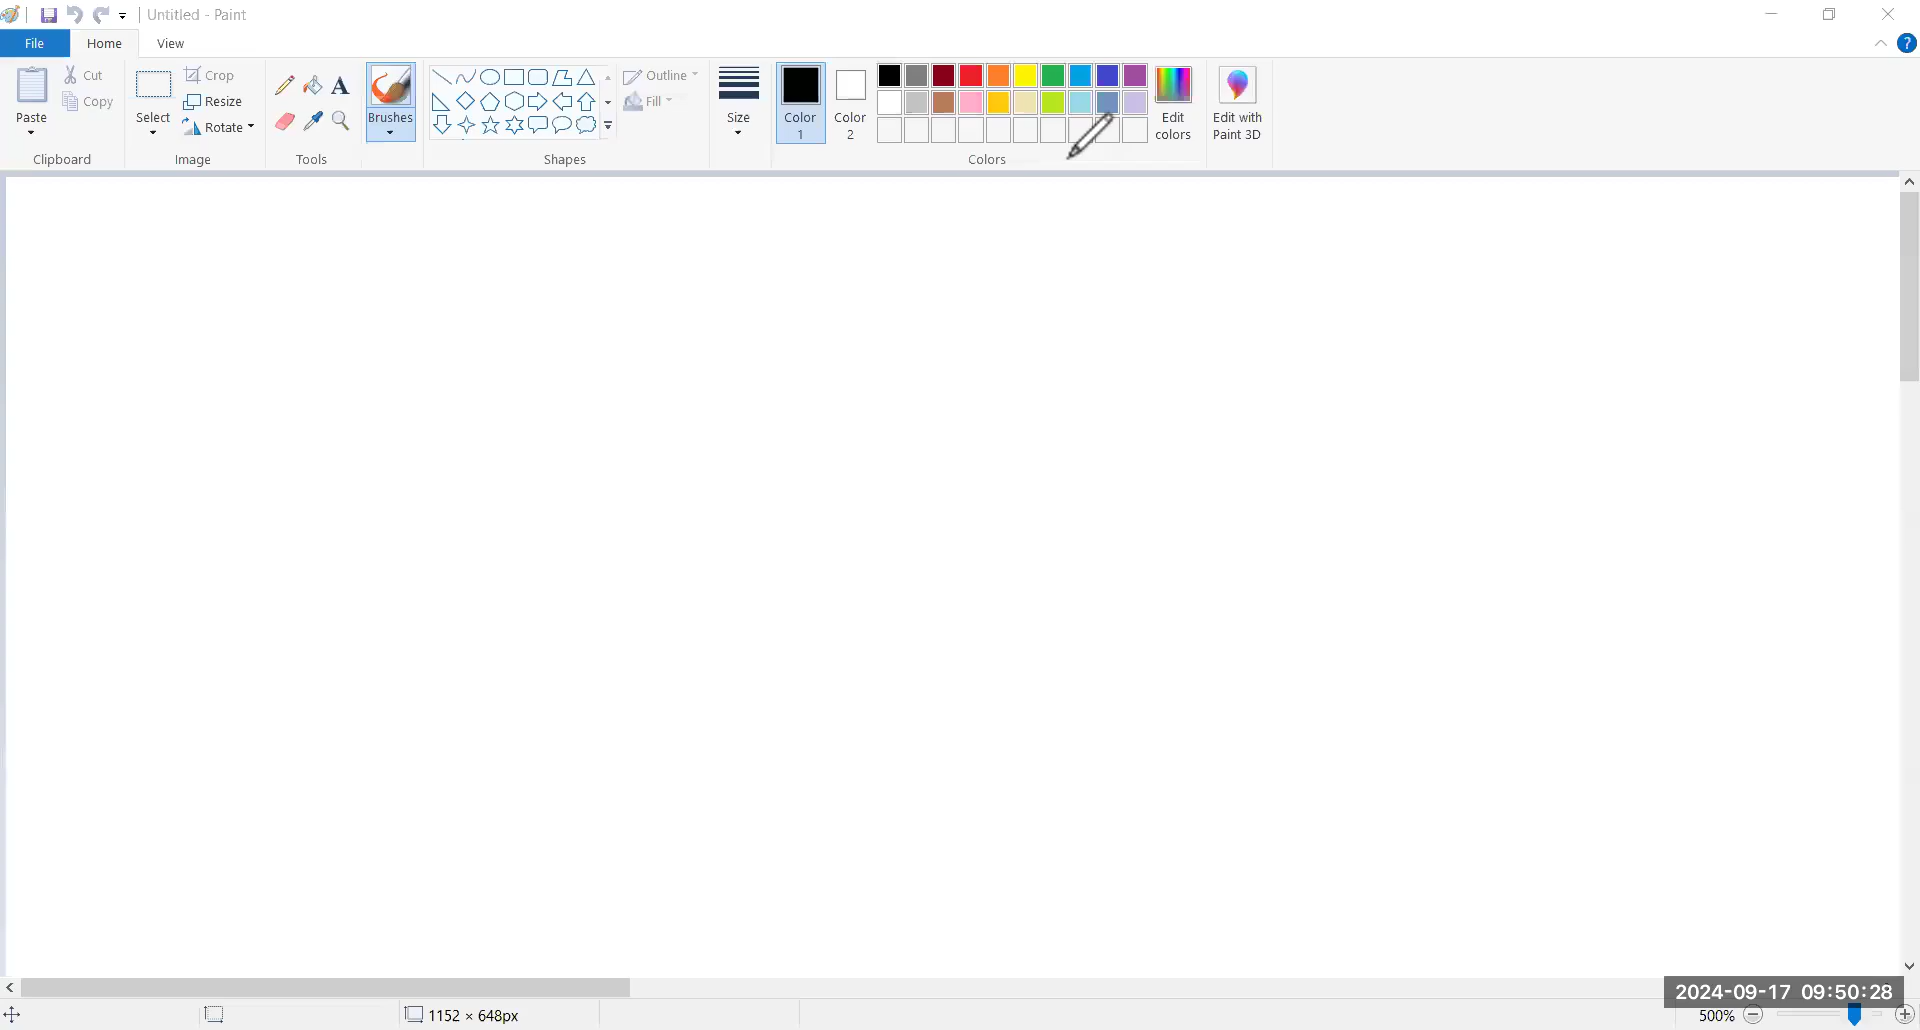 Untitled - Paint
File Home View
Paste Cut Copy Select Crop Resize Rotate A Brushes Outline Fill Size Color 1 Color 2 Edit colors Edit with Paint 3D
Clipboard Image Tools Shapes Colors
2024-09-17 09:50:28
1152 × 648px 500%